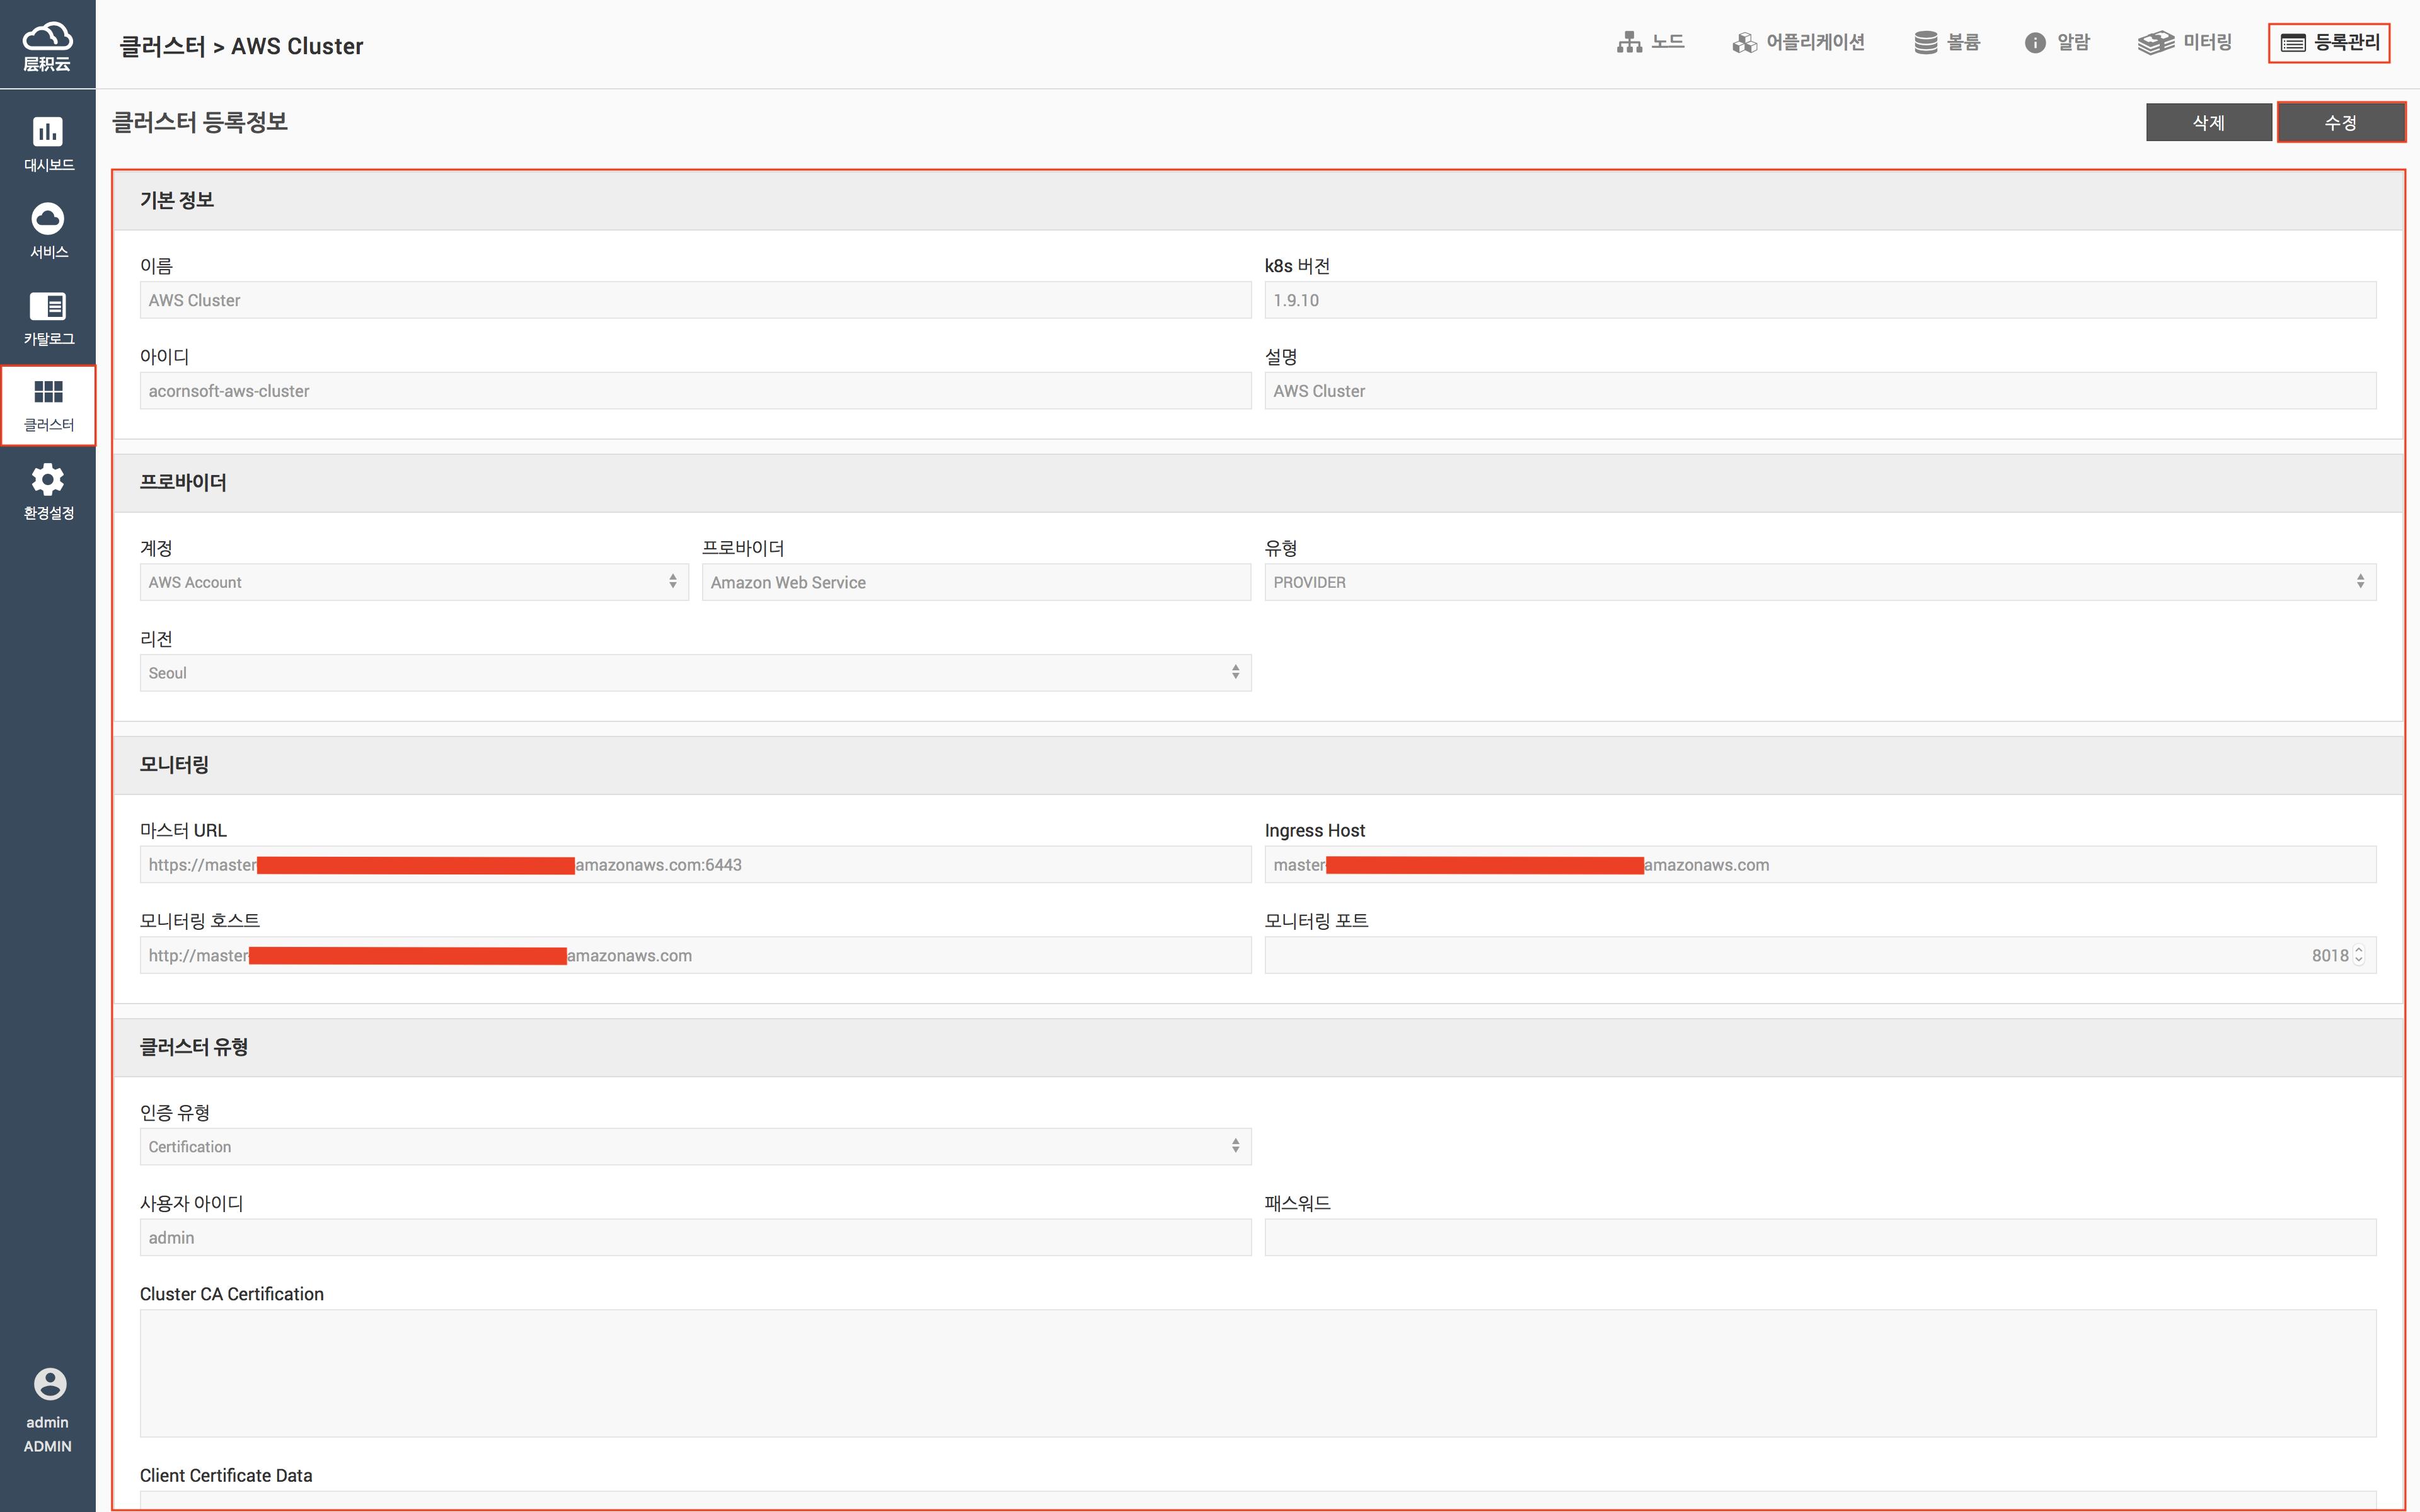 层积云
클러스터 > AWS Cluster
노드
어플리케이션
볼륨
알람
미터링
등록관리
대시보드
서비스
카탈로그
클러스터
환경설정
admin
ADMIN
클러스터 등록정보
삭제
수정
기본 정보
이름
k8s 버전
AWS Cluster
1.9.10
아이디
설명
acornsoft-aws-cluster
AWS Cluster
프로바이더
계정
프로바이더
유형
AWS Account
Amazon Web Service
PROVIDER
리전
Seoul
모니터링
마스터 URL
Ingress Host
https://master amazonaws.com:6443
master amazonaws.com
모니터링 호스트
모니터링 포트
http://master amazonaws.com
8018
클러스터 유형
인증 유형
Certification
사용자 아이디
패스워드
admin
Cluster CA Certification
Client Certificate Data